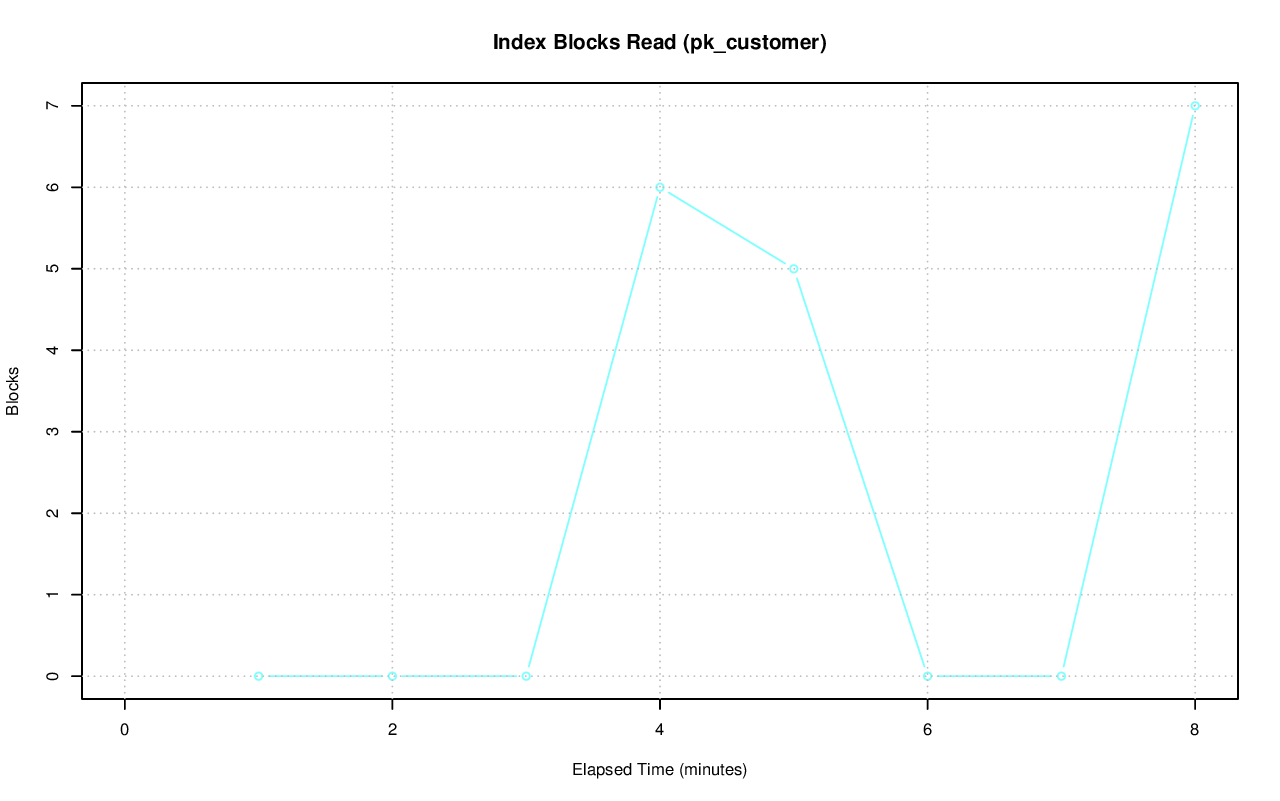 Index Blocks Read (pk_customer)
Blocks
7
6
5
4
3
2
1
0
0 2 4 6 8
Elapsed Time (minutes)